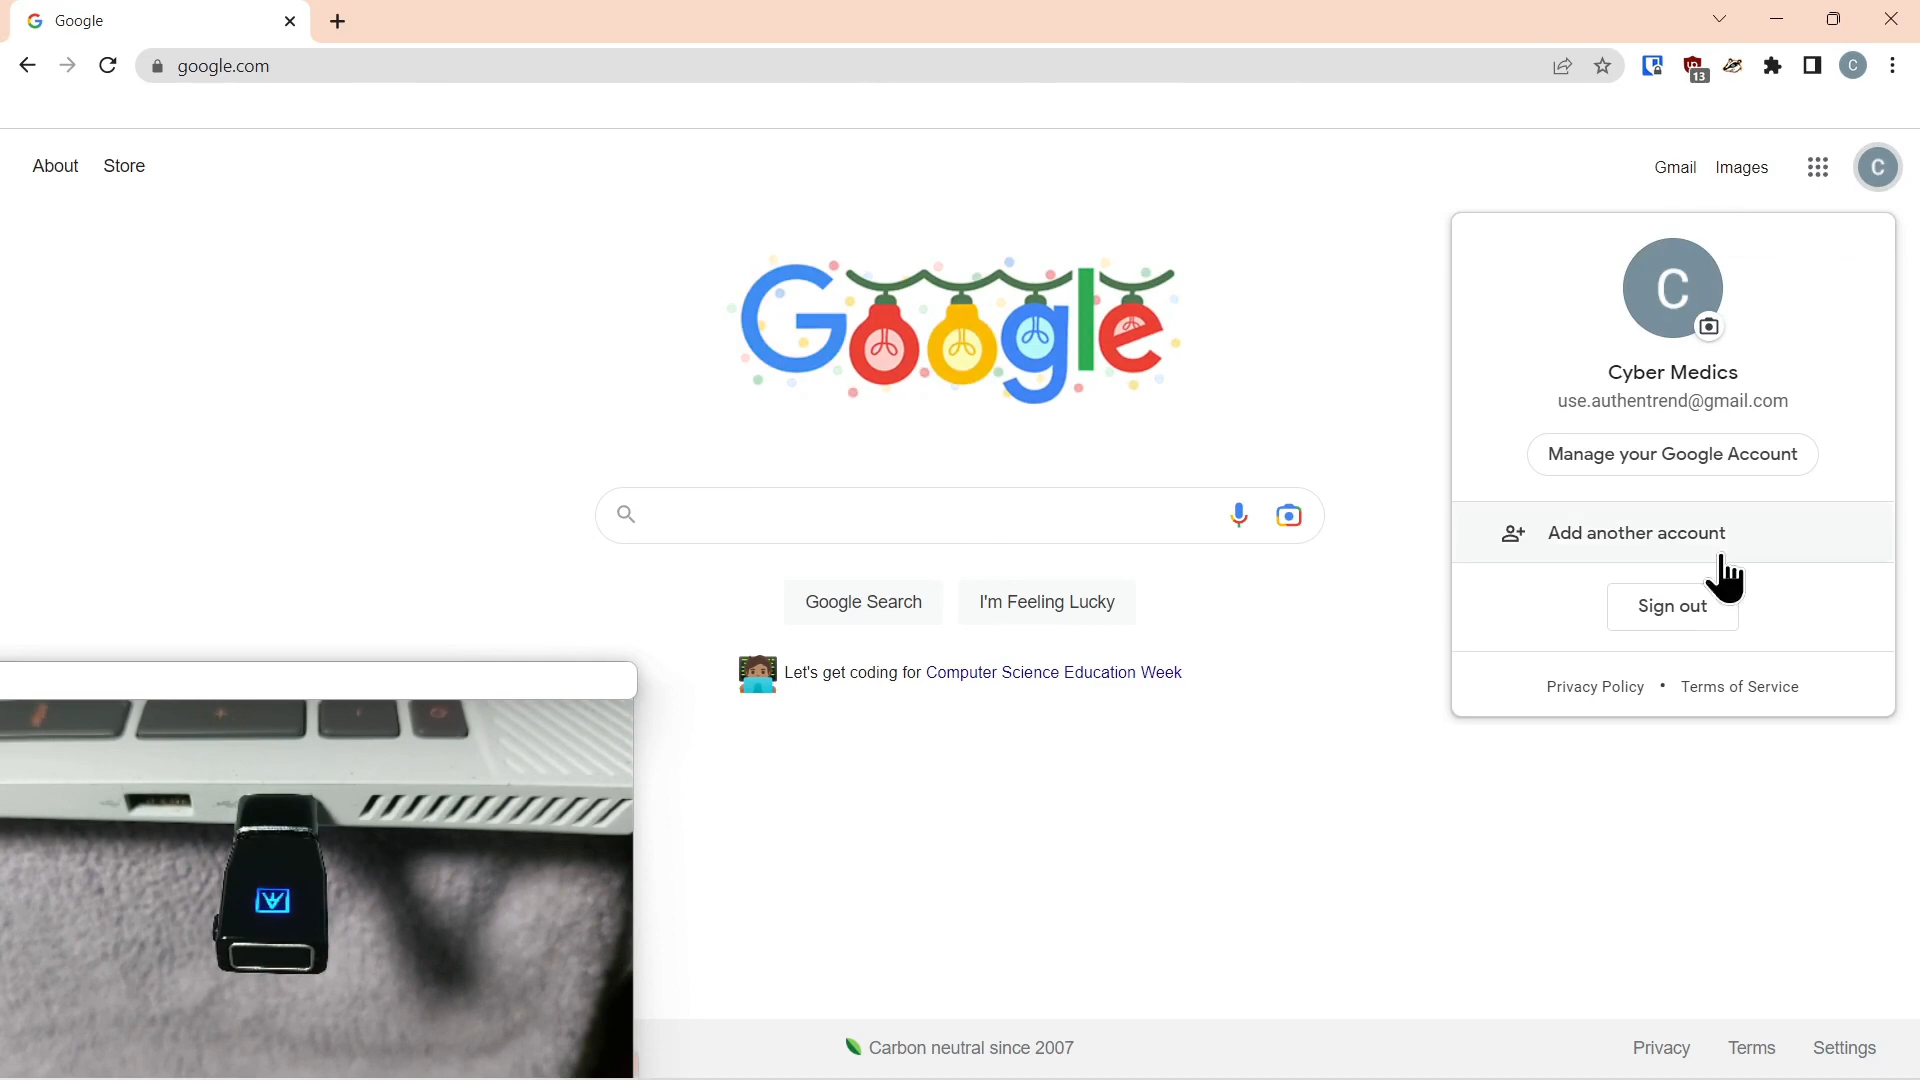 Google
google.com
13
C
About Store
Gmail Images
C
Google
C
Cyber Medics
use.authentrend@gmail.com
Manage your Google Account
Add another account
Sign out
Google Search
I'm Feeling Lucky
Let's get coding for Computer Science Education Week
Privacy Policy • Terms of Service
Carbon neutral since 2007
Privacy Terms Settings